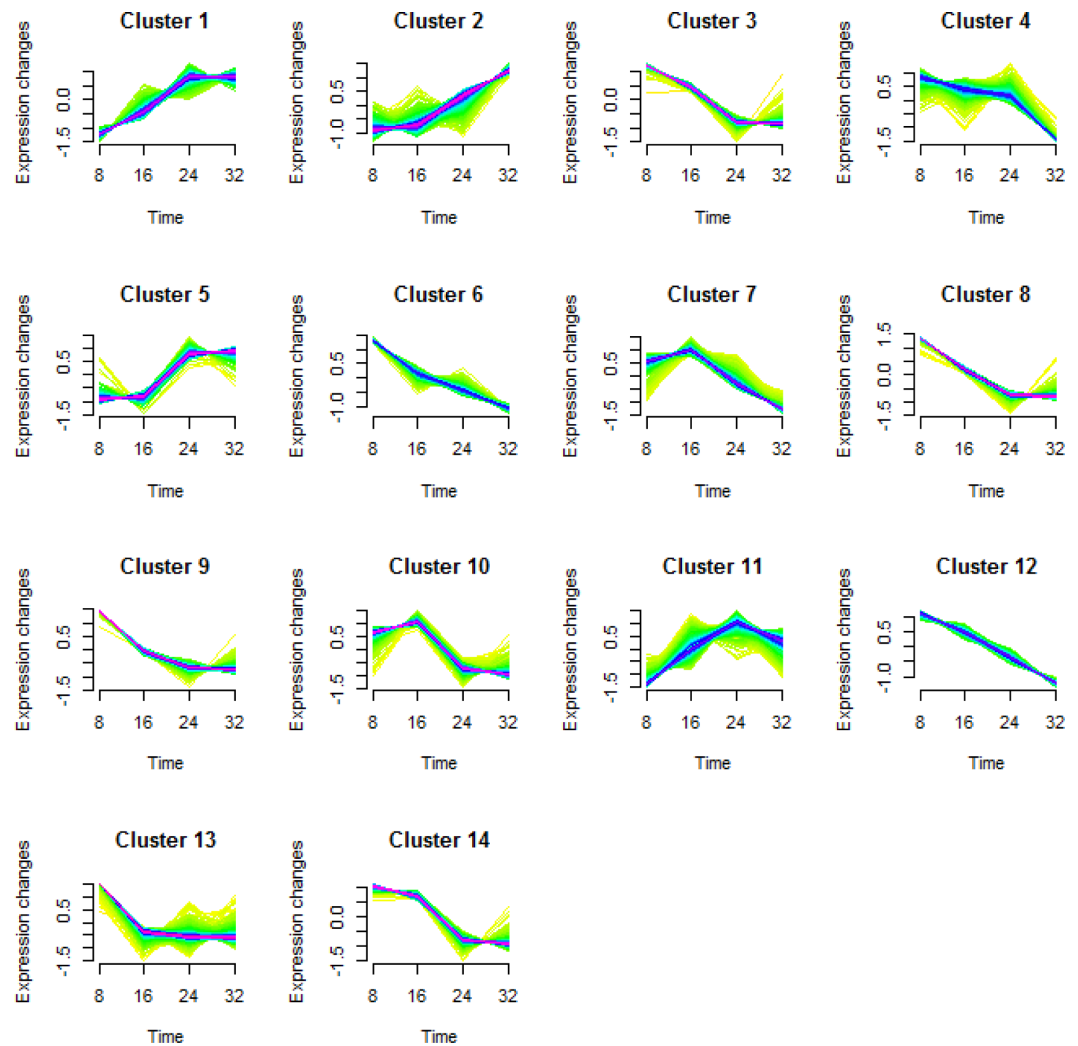 Cluster 1
Expression changes
0.0
-1.5
8 16 24 32
Time
Cluster 2
Expression changes
0.5
-1.0
8 16 24 32
Time
Cluster 3
Expression changes
0.0
-1.5
8 16 24 32
Time
Cluster 4
Expression changes
0.5
-1.5
8 16 24 32
Time
Cluster 5
Expression changes
0.5
-1.5
8 16 24 32
Time
Cluster 6
Expression changes
0.5
-1.0
8 16 24 32
Time
Cluster 7
Expression changes
0.5
-1.5
8 16 24 32
Time
Cluster 8
Expression changes
1.5
0.0
-1.5
8 16 24 32
Time
Cluster 9
Expression changes
0.5
-1.5
8 16 24 32
Time
Cluster 10
Expression changes
0.5
-1.5
8 16 24 32
Time
Cluster 11
Expression changes
0.5
-1.5
8 16 24 32
Time
Cluster 12
Expression changes
0.5
-1.0
8 16 24 32
Time
Cluster 13
Expression changes
0.5
-1.5
8 16 24 32
Time
Cluster 14
Expression changes
0.0
-1.5
8 16 24 32
Time